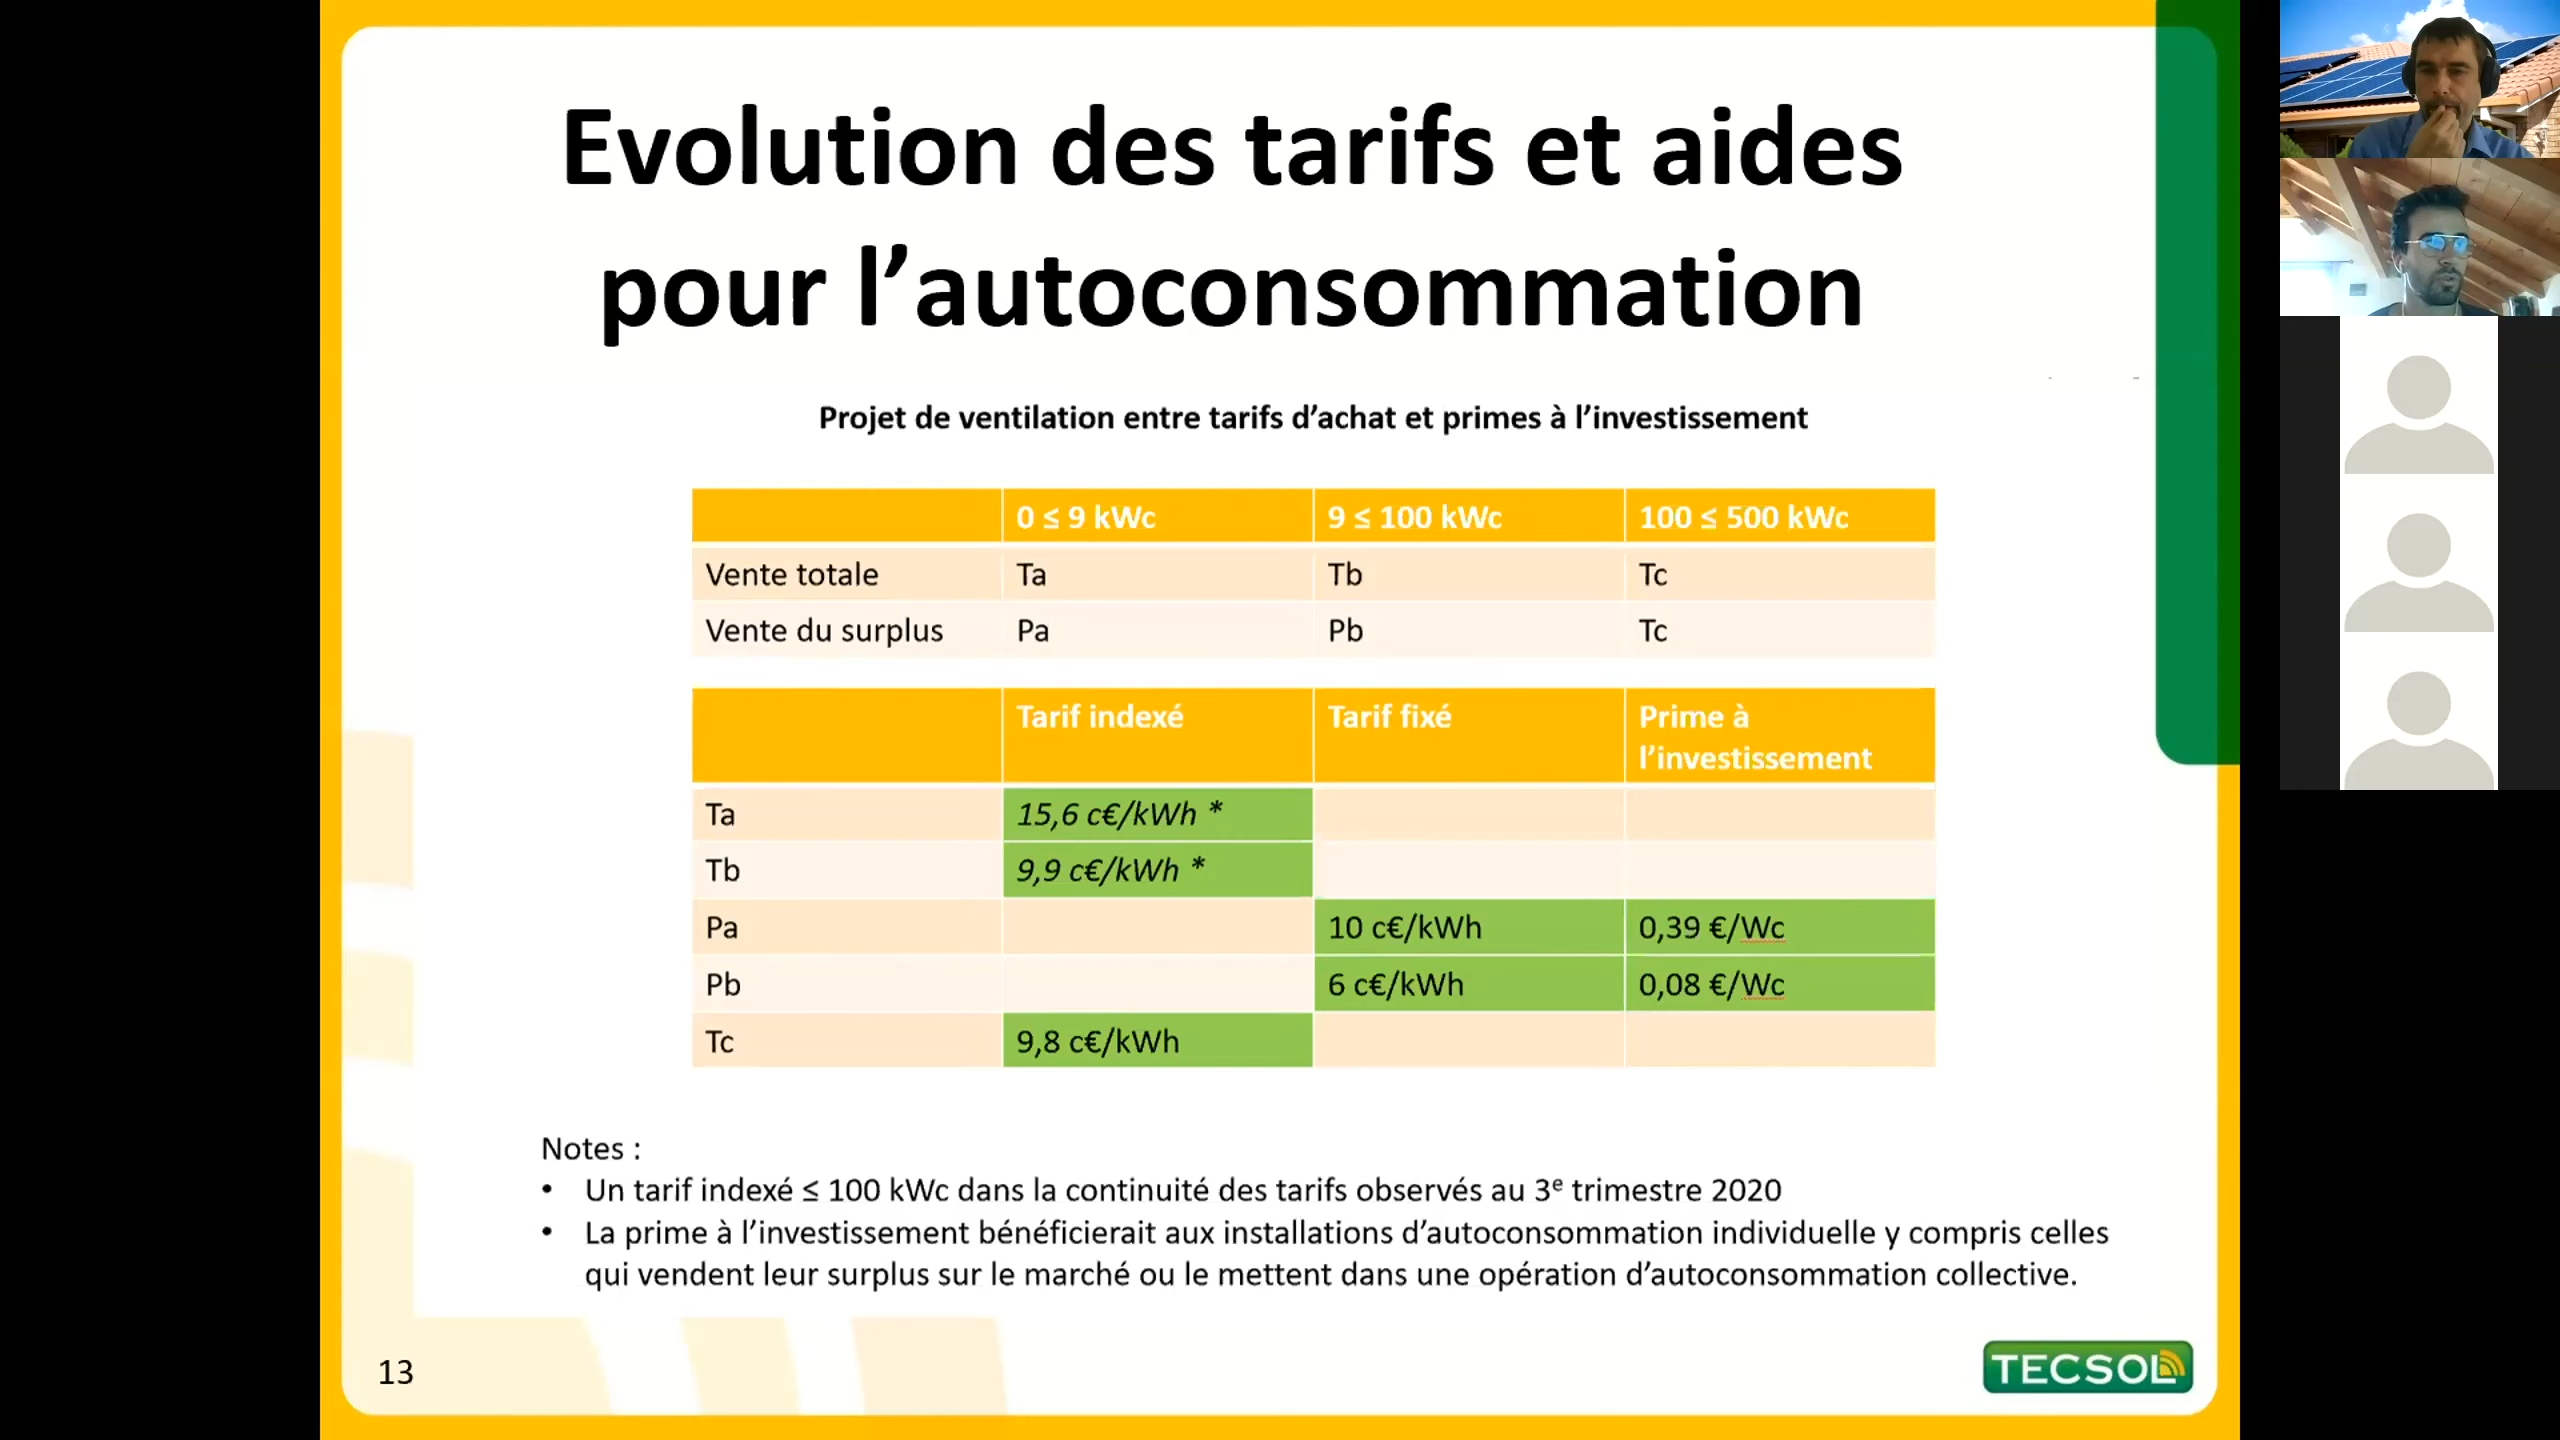 Evolution des tarifs et aides
pour l’autoconsommation
Projet de ventilation entre tarifs d’achat et primes à l’investissement
0 ≤ 9 kWc 9 ≤ 100 kWc 100 ≤ 500 kWc
Vente totale Ta Tb Tc
Vente du surplus Pa Pb Tc
Tarif indexé Tarif fixé Prime à
l’investissement
Ta 15,6 c€/kWh *
Tb 9,9 c€/kWh *
Pa 10 c€/kWh 0,39 €/Wc
Pb 6 c€/kWh 0,08 €/Wc
Tc 9,8 c€/kWh
Notes :
• Un tarif indexé ≤ 100 kWc dans la continuité des tarifs observés au 3e trimestre 2020
• La prime à l’investissement bénéficierait aux installations d’autoconsommation individuelle y compris celles
qui vendent leur surplus sur le marché ou le mettent dans une opération d’autoconsommation collective.
13
TECSOL